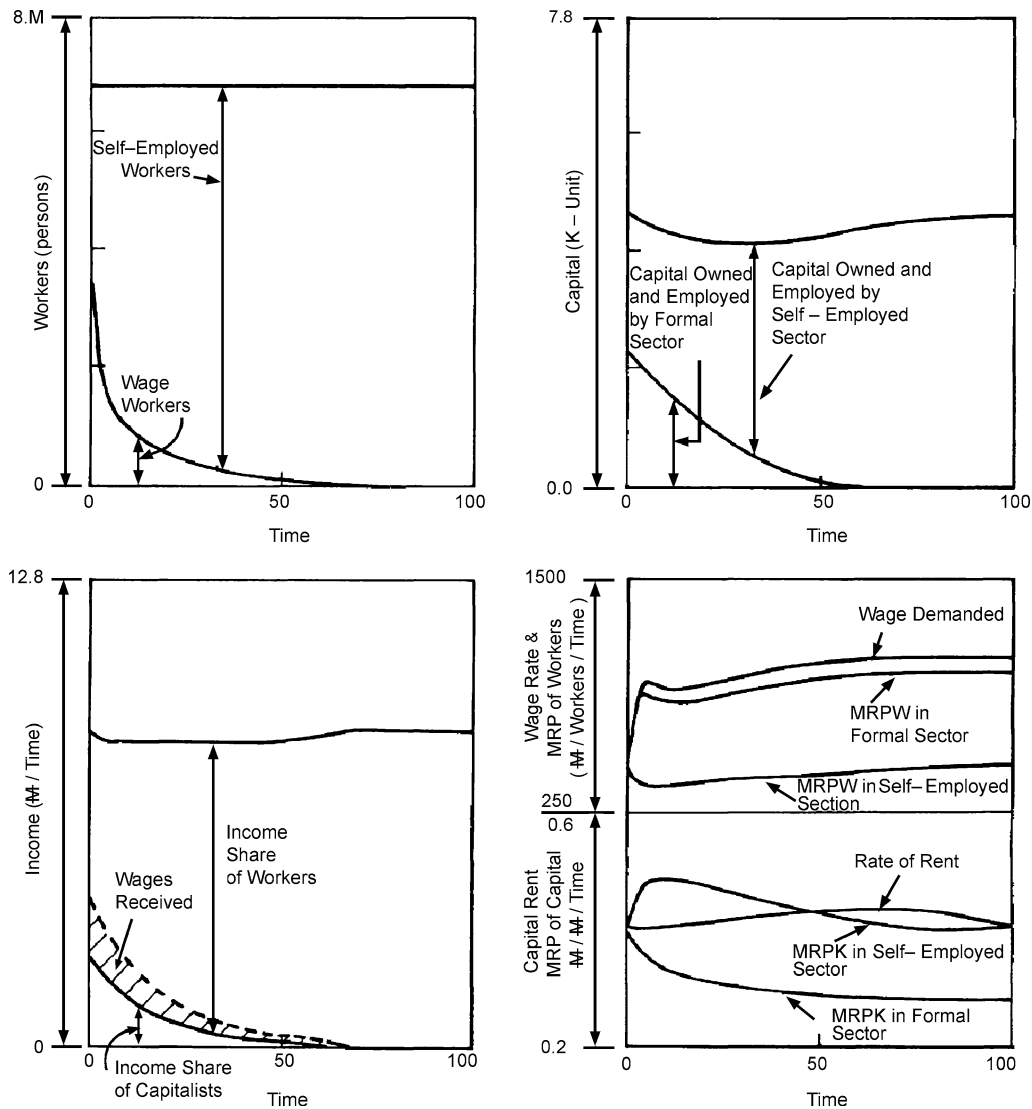 8.M
Workers (persons)
Self–Employed
Workers
Wage
Workers
0
0
50
100
Time
7.8
Capital (K – Unit)
Capital Owned
and Employed
by Formal
Sector
Capital Owned and
Employed by
Self – Employed
Sector
0.0
0
50
100
Time
12.8
Income (M / Time)
Wages
Received
Income
Share
of Workers
0
0
50
100
Income Share
of Capitalists
Time
1500
Wage Rate &
MRP of Workers
( M / Workers / Time )
Wage Demanded
MRPW in
Formal Sector
MRPW in Self– Employed
Section
250
0.6
Capital Rent
MRP of Capital
M / M / Time
Rate of Rent
MRPK in Self– Employed
Sector
MRPK in Formal
Sector
0.2
0
50
100
Time